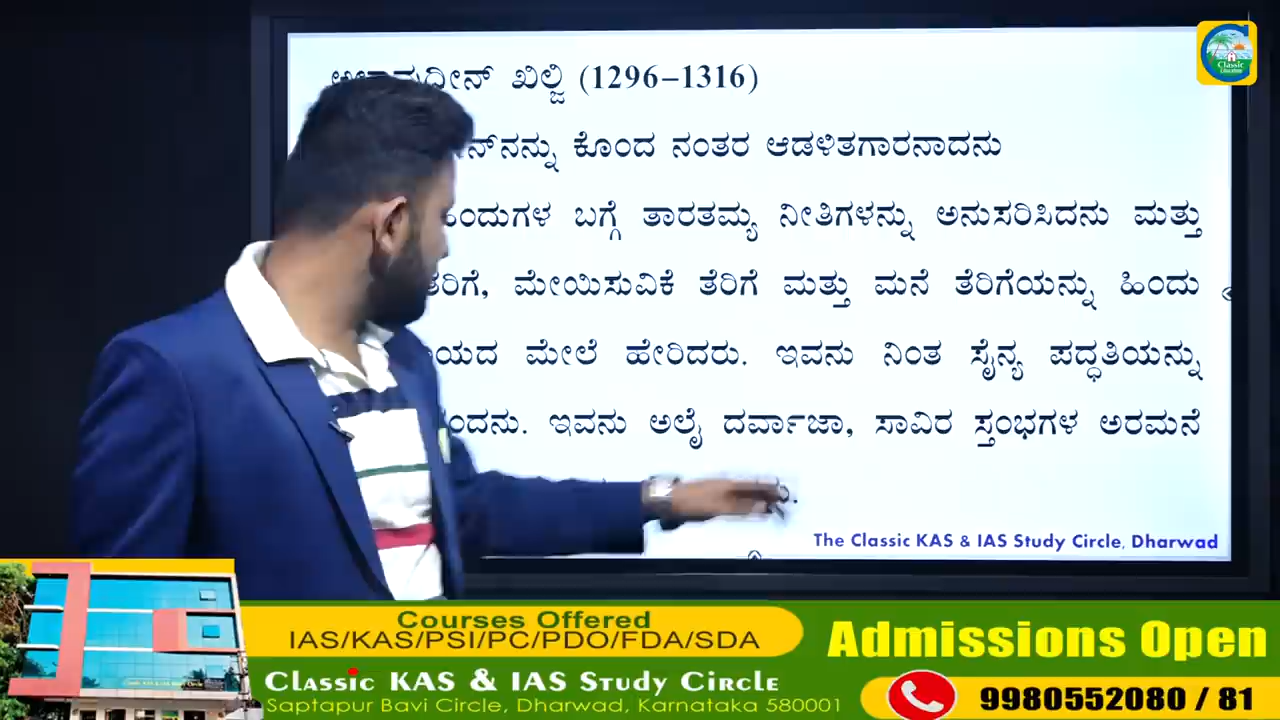 ಖಿಲ್ಜಿ (1296-1316)
ಕೊಂದ ನಂತರ ಆಡಳಿತಗಾರನಾದನು
ಬಗ್ಗೆ ತಾರತಮ್ಯ ನೀತಿಗಳನ್ನು ಅನುಸರಿಸಿದನು ಮತ್ತು
ಮೇಯಿಸುವಿಕೆ ತೆರಿಗೆ ಮತ್ತು ಮನೆ ತೆರಿಗೆಯನ್ನು ಹಿಂದು
ಮೇಲೆ ಹೇರಿದರು. ಇವನು ನಿಂತ ಸೈನ್ಯ ಪದ್ಧತಿಯನ್ನು
ಇವನು ಅಲೈ ದರ್ವಾಜಾ, ಸಾವಿರ ಸ್ತಂಭಗಳ ಅರಮನೆ
The Classic KAS & IAS Study Circle, Dharwad
Classic
Education
Courses Offered
IAS/KAS/PSI/PC/PDO/FDA/SDA
Classic KAS & IAS Study Circle
Saptapur Bavi Circle, Dharwad, Karnataka 580001
Admissions Open
9980552080 / 81